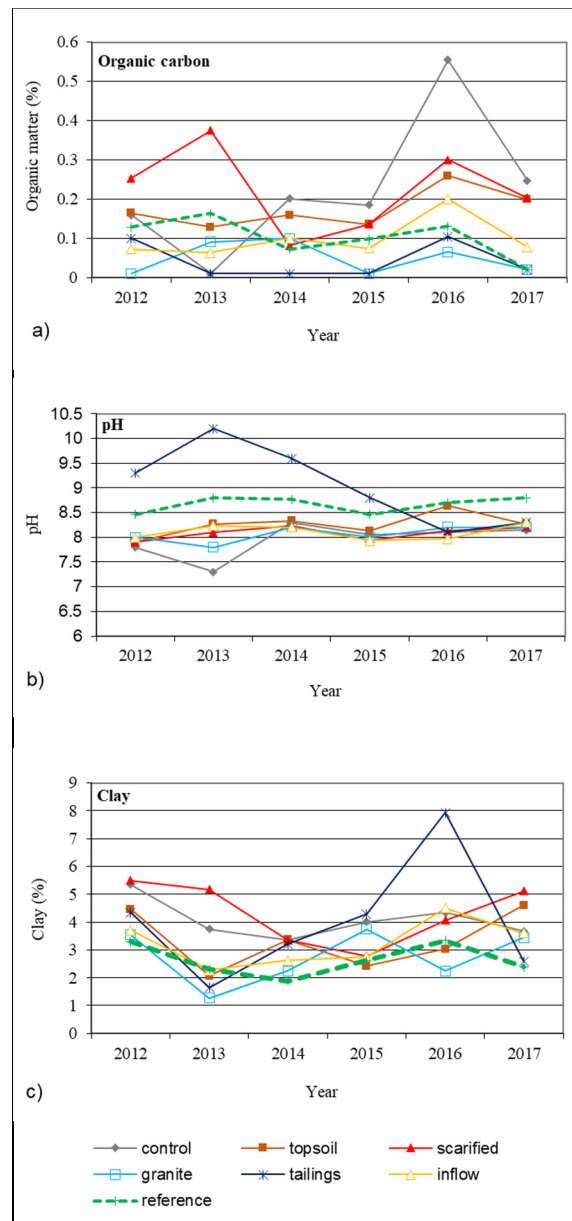 Organic carbon
Organic matter (%)
0.6
0.5
0.4
0.3
0.2
0.1
0
2012 2013 2014 2015 2016 2017
a)
Year
pH
pH
10.5
10
9.5
9
8.5
8
7.5
7
6.5
6
2012 2013 2014 2015 2016 2017
b)
Year
Clay
Clay (%)
9
8
7
6
5
4
3
2
1
0
2012 2013 2014 2015 2016 2017
c)
Year
control topsoil scarified
granite tailings inflow
reference